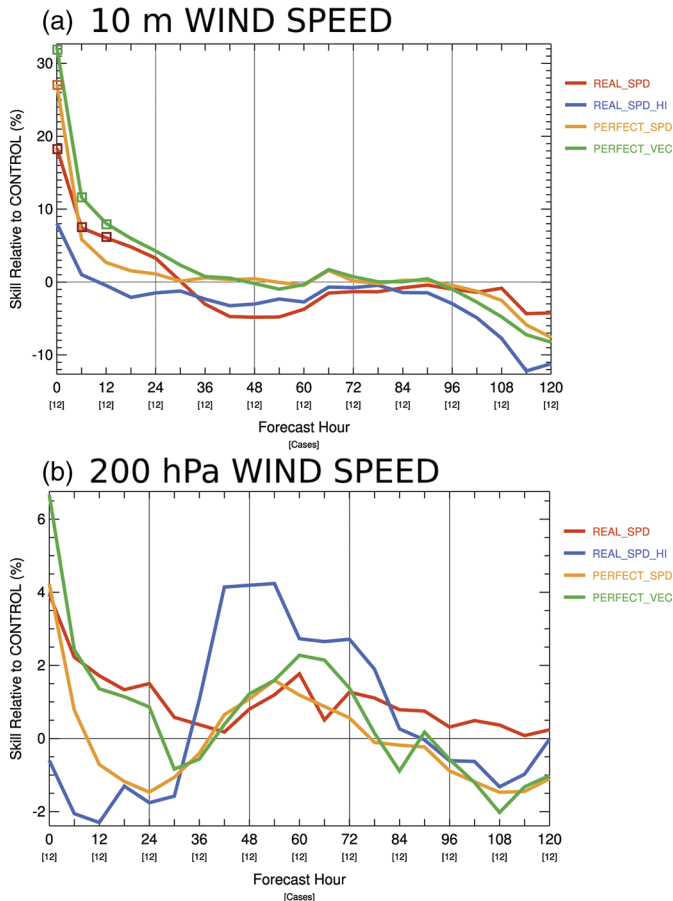 (a) 10 m WIND SPEED
30
20
10
0
-10
Skill Relative to CONTROL (%)
REAL_SPD
REAL_SPD_HI
PERFECT_SPD
PERFECT_VEC
0 12 24 36 48 60 72 84 96 108 120
[12] [12] [12] [12] [12] [12] [12] [12] [12] [12] [12]
Forecast Hour
[Cases]
(b) 200 hPa WIND SPEED
6
4
2
0
-2
Skill Relative to CONTROL (%)
REAL_SPD
REAL_SPD_HI
PERFECT_SPD
PERFECT_VEC
0 12 24 36 48 60 72 84 96 108 120
[12] [12] [12] [12] [12] [12] [12] [12] [12] [12] [12]
Forecast Hour
[Cases]